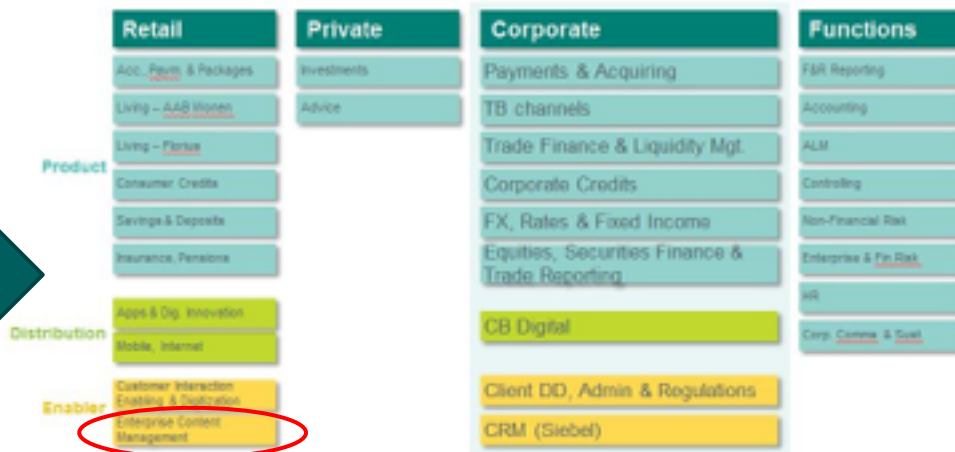 Retail
Private
Corporate
Functions
Product
Acc., Paym. & Packages
Living – AAB Wonen
Living – Florius
Consumer Credits
Savings & Deposits
Insurance, Pensions
Investments
Advice
Payments & Acquiring
TB channels
Trade Finance & Liquidity Mgt.
Corporate Credits
FX, Rates & Fixed Income
Equities, Securities Finance &
Trade Reporting
F&R Reporting
Accounting
ALM
Controlling
Non-Financial Risk
Enterprise & Fin Risk
HR
Corp. Comms & Sust
Distribution
Apps & Dig. Innovation
Mobile, Internet
CB Digital
Enabler
Customer Interaction
Enabling & Digitization
Enterprise Content
Management
Client DD, Admin & Regulations
CRM (Siebel)